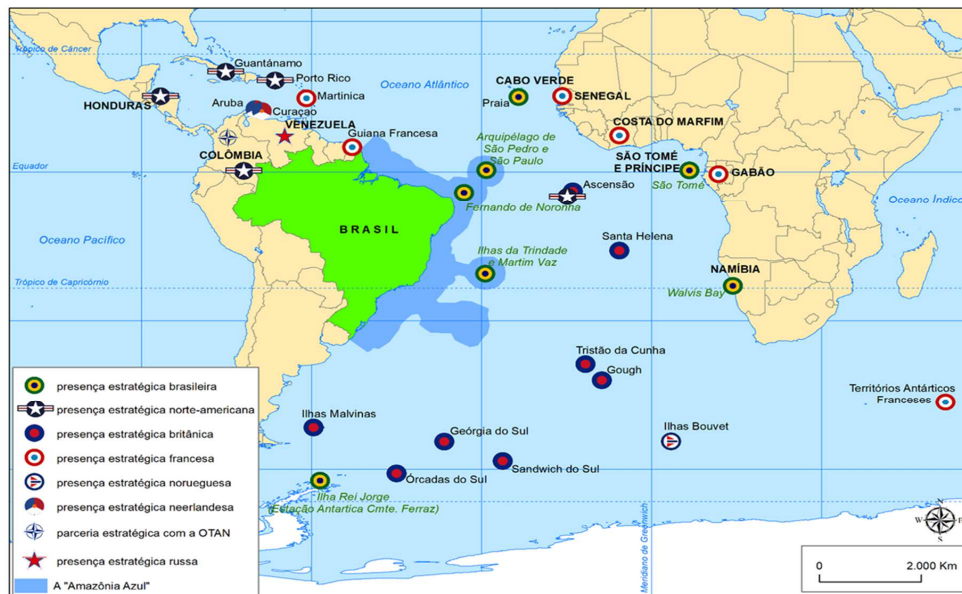 Trópico de Câncer
Guantánamo
Porto Rico
Oceano Atlântico
HONDURAS
Martinica
CABO VERDE
Praia
SENEGAL
Aruba
Curaçao
VENEZUELA
Guiana Francesa
COSTA DO MARFIM
Arquipélago de
São Pedro e
São Paulo
COLÔMBIA
Equador
SÃO TOMÉ
E PRÍNCIPE
São Tomé
GABÃO
Ascensão
Oceano Índico
Fernando de Noronha
BRASIL
Oceano Pacífico
Santa Helena
Ilhas da Trindade
e Martim Vaz
NAMÍBIA
Walvis Bay
Trópico de Capricórnio
Tristão da Cunha
Gough
Territórios Antárticos
Franceses
Ilhas Malvinas
Geórgia do Sul
Ilhas Bouvet
Sandwich do Sul
Órcadas do Sul
Ilha Rei Jorge
(Estação Antartica Cmte. Ferraz)
Meridiano de Greenwich
presença estratégica brasileira
presença estratégica norte-americana
presença estratégica britânica
presença estratégica francesa
presença estratégica norueguesa
presença estratégica neerlandesa
parceria estratégica com a OTAN
presença estratégica russa
A "Amazônia Azul"
N
W
S
0 2.000 Km